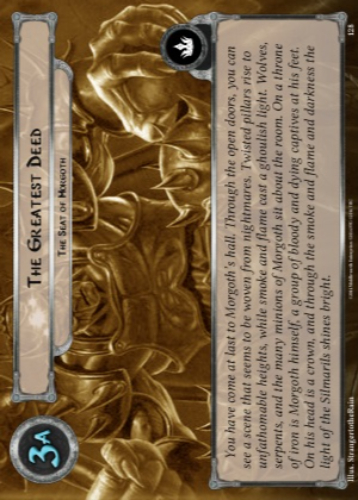 3A
The Greatest Deed
The Seat of Morgoth
You have come at last to Morgoth's hall. Through the open doors, you can
see a scene that seems to be woven from nightmares. Twisted pillars rise to
unfathomable heights, while smoke and flame cast a ghoulish light. Wolves,
serpents, and the many minions of Morgoth sit about the room. On a throne
of iron is Morgoth himself, a group of bloody and dying captives at his feet.
On his head is a crown, and through the smoke and flame and darkness the
light of the Silmarils shines bright.
Illus. StrangertotheRain
128